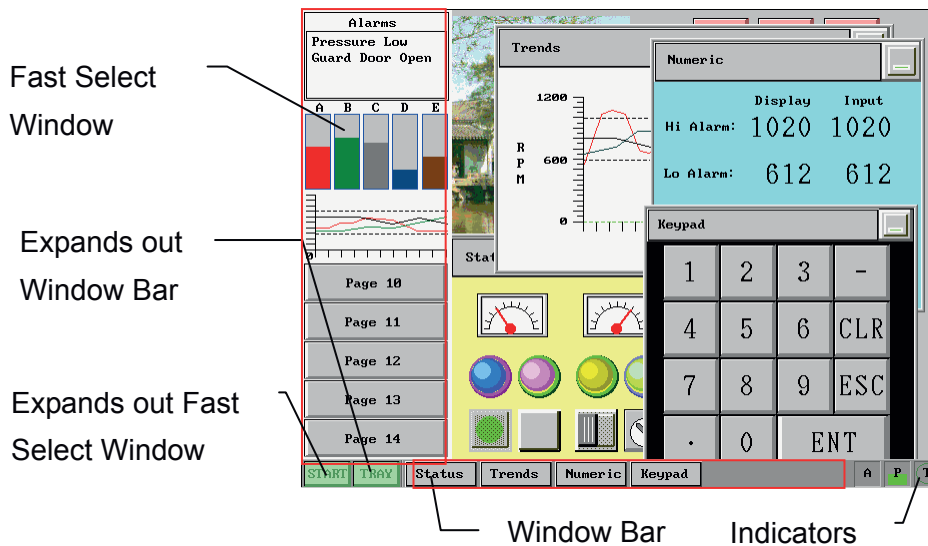 Fast Select
Window
Expands out
Window Bar
Expands out Fast
Select Window
Alarms
Pressure Low
Guard Door Open
A B C D E
0
Page 10
Page 11
Page 12
Page 13
Page 14
Trends
1200
R
P
M
600
0
Numeric
Display Input
Hi Alarm: 1020 1020
Lo Alarm: 612 612
Stat
Keypad
1 2 3 -
4 5 6 CLR
7 8 9 ESC
. 0 ENT
START TRAY Status Trends Numeric Keypad A P T
Window Bar Indicators